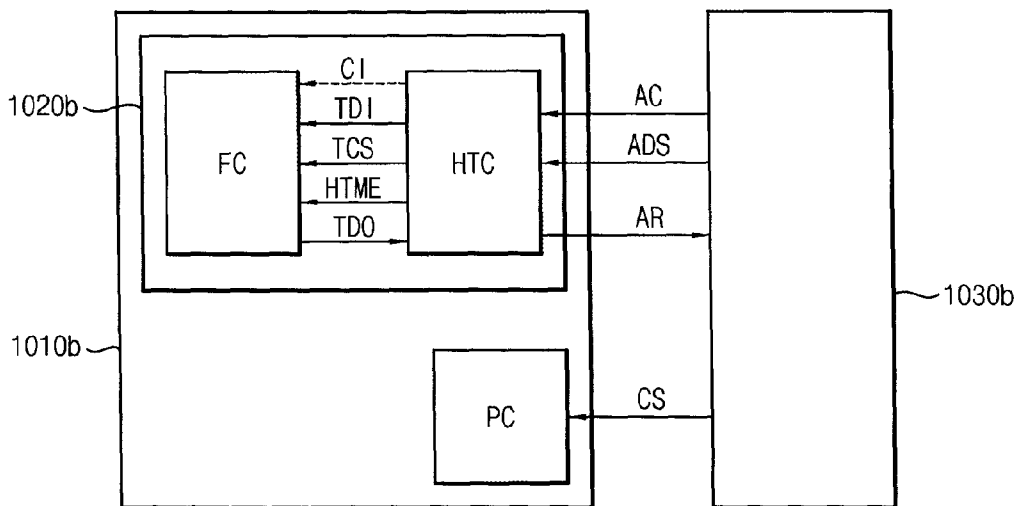 CI
AC
1020b
TDI
ADS
FC
TCS
HTC
HTME
AR
TDO
1030b
1010b
CS
PC